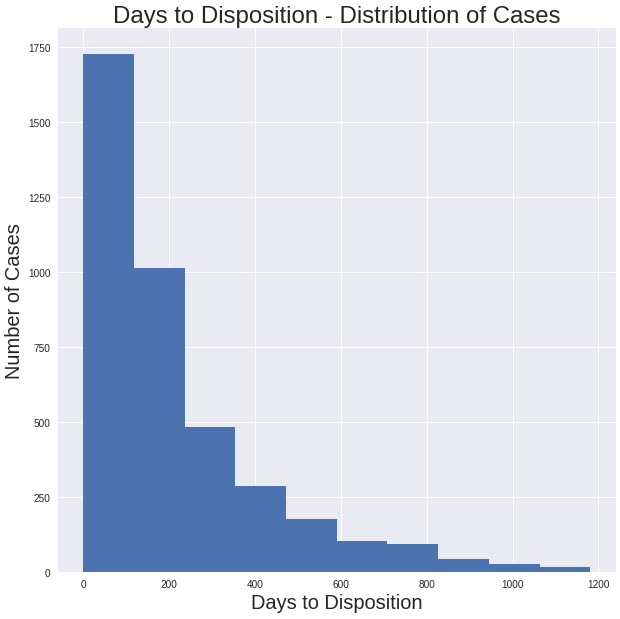 Days to Disposition - Distribution of Cases
1750
1500
1250
1000
750
500
250
0
Number of Cases
0 200 400 600 800 1000 1200
Days to Disposition